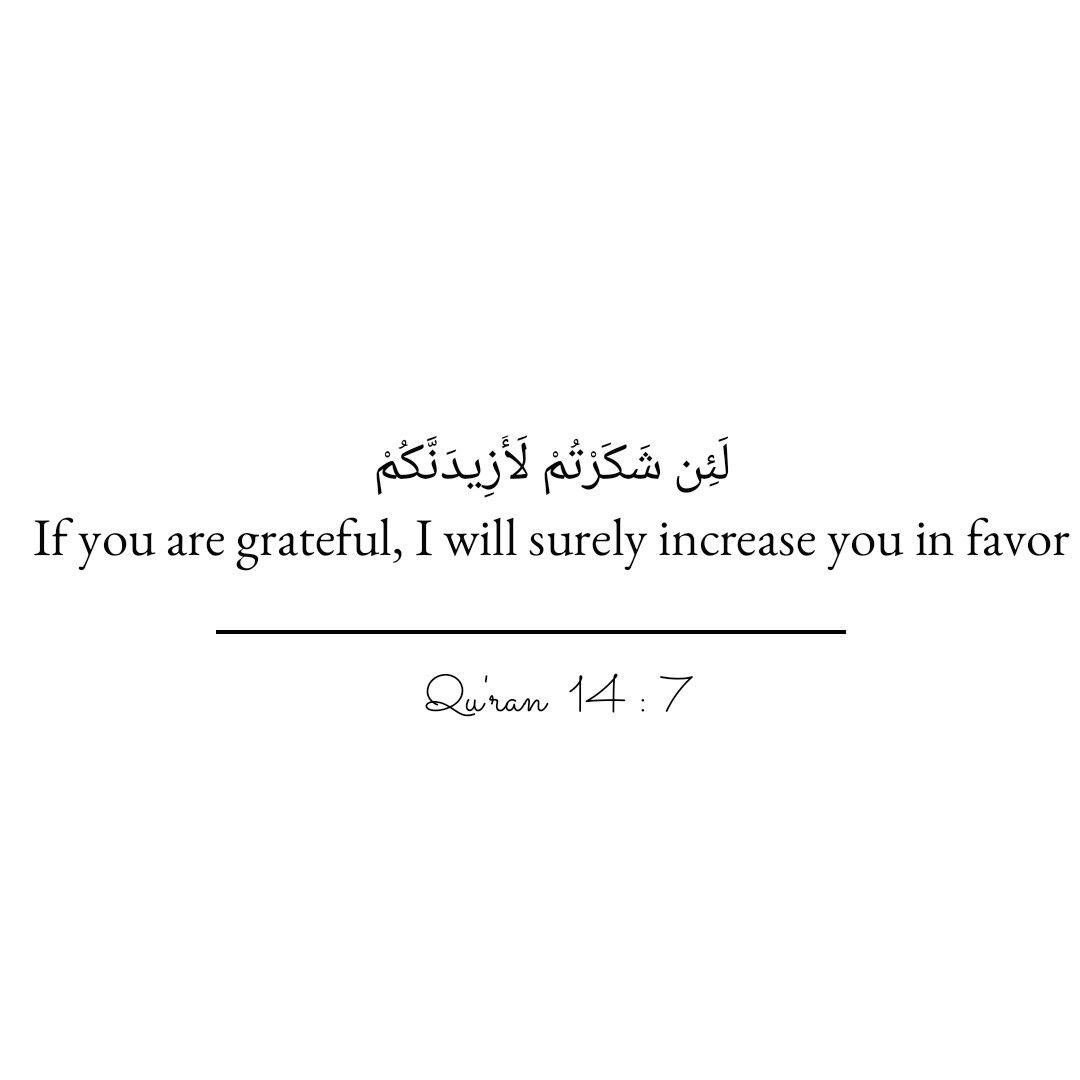 لَئِن شَكَرْتُمْ لَأَزِيدَنَّكُمْ
If you are grateful, I will surely increase you in favor
Qu'ran 14 : 7